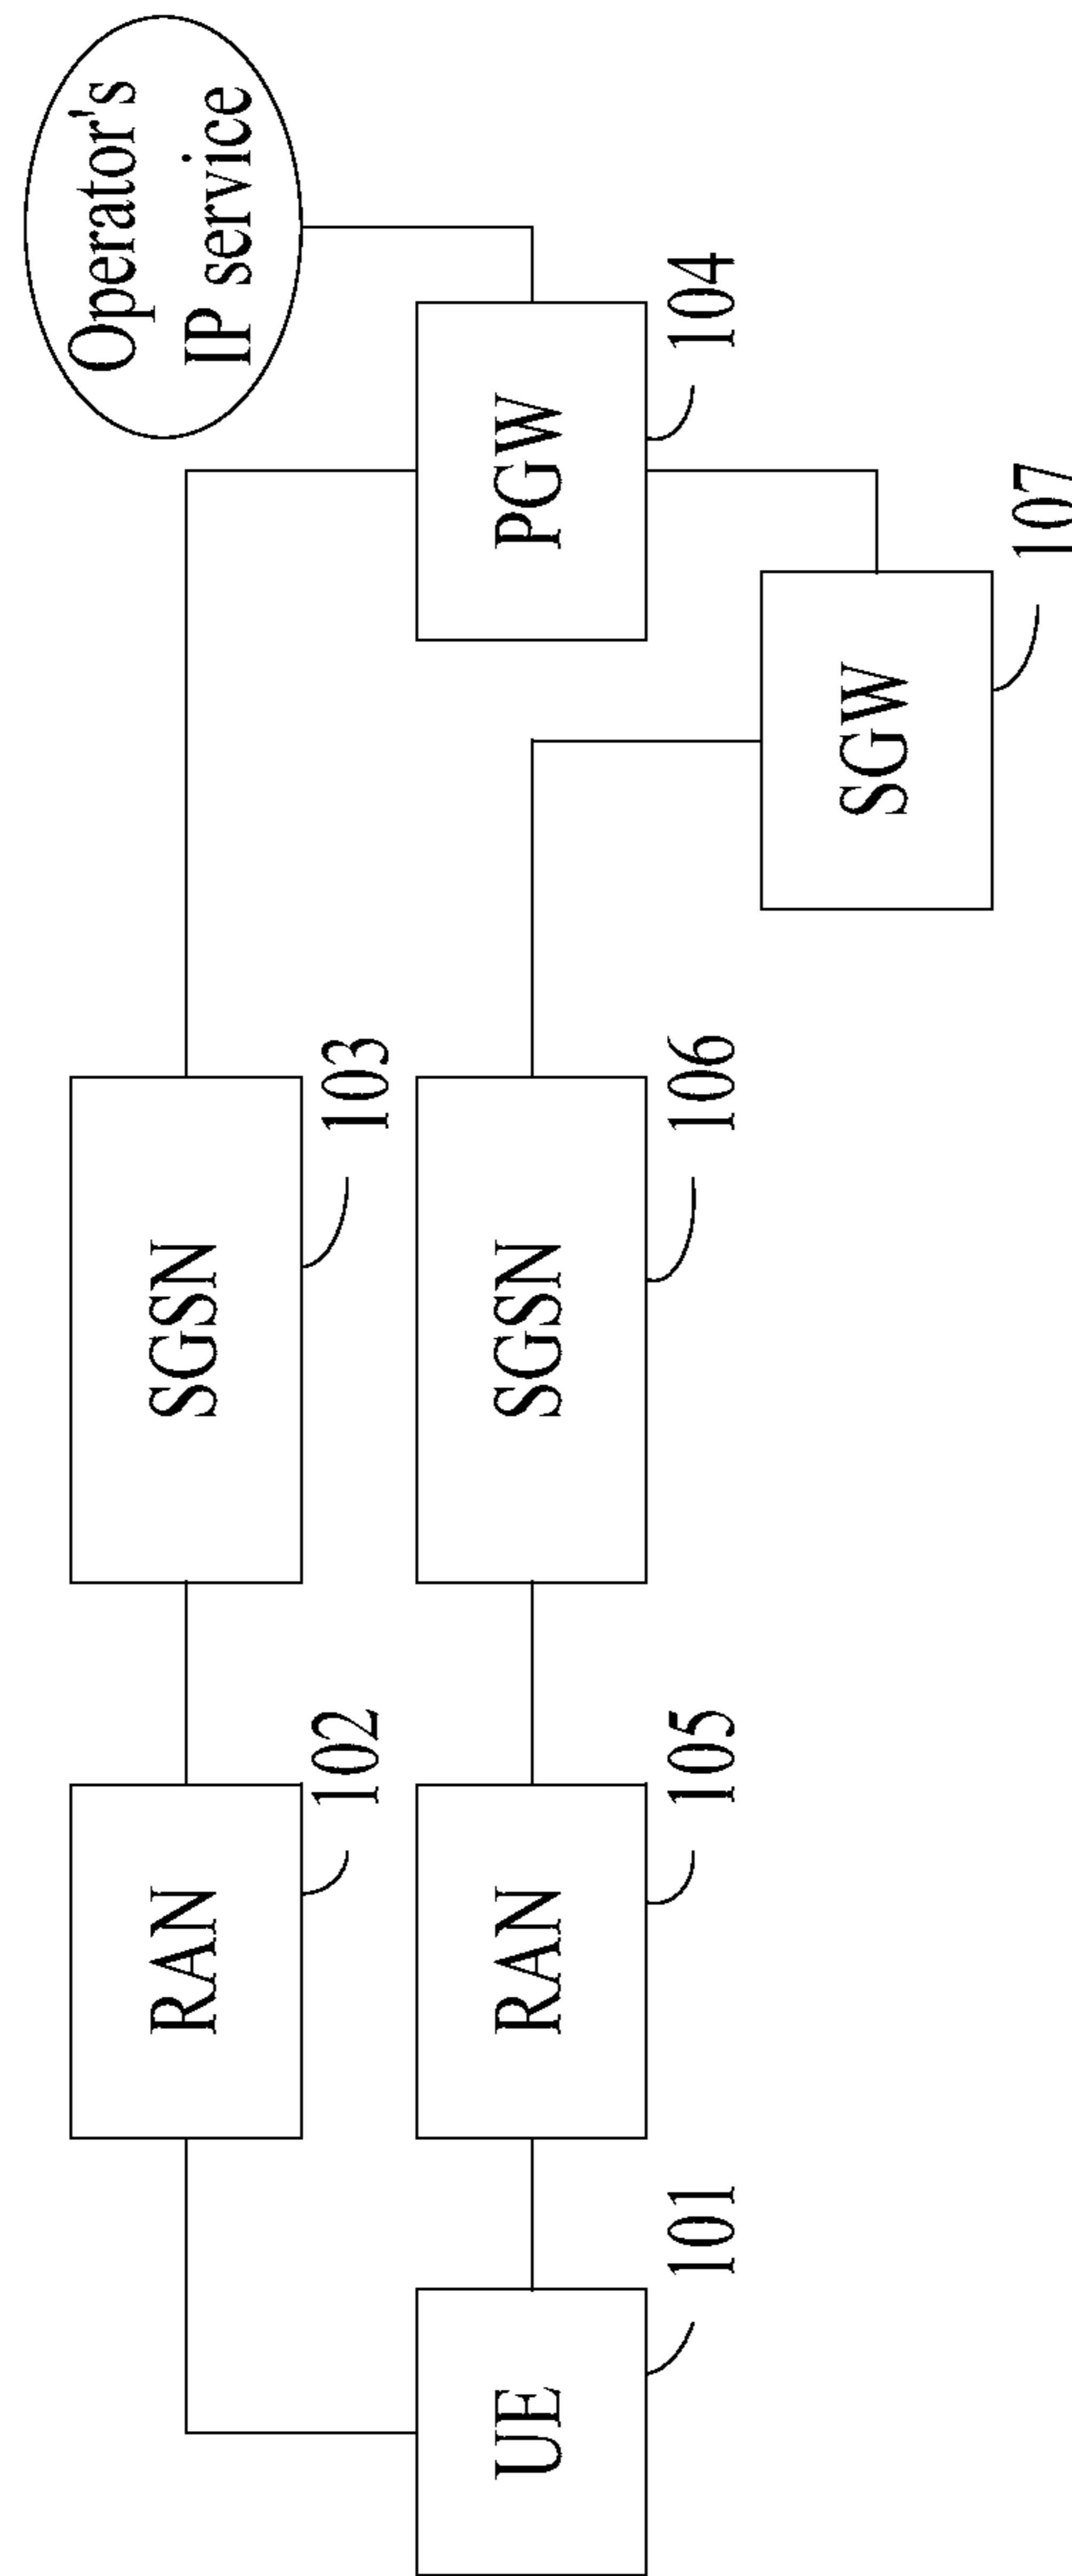 Operator's
IP service
RAN
102
SGSN
103
UE
101
RAN
105
SGSN
106
PGW
104
SGW
107